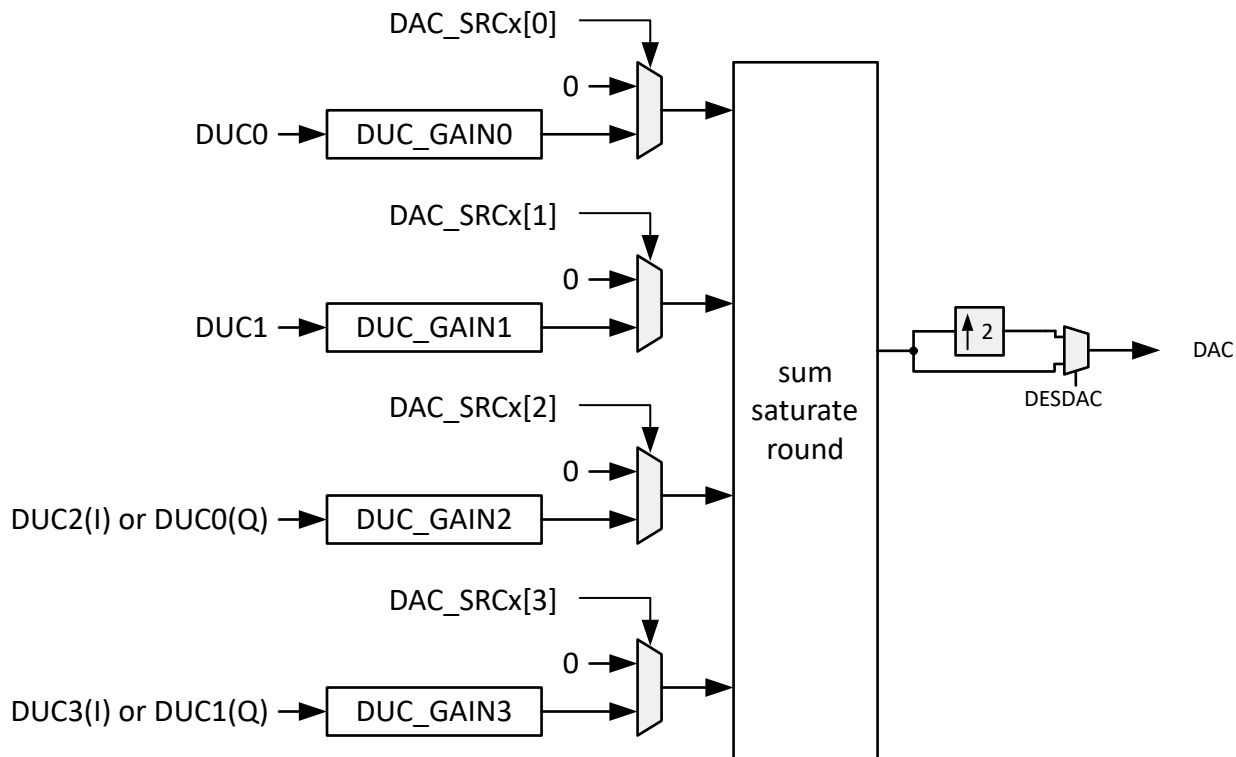 DAC_SRCx[0]
0
DUC0
DUC_GAIN0
DAC_SRCx[1]
0
DUC1
DUC_GAIN1
DAC_SRCx[2]
0
DUC2(I) or DUC0(Q)
DUC_GAIN2
DAC_SRCx[3]
0
DUC3(I) or DUC1(Q)
DUC_GAIN3
sum
saturate
round
2
DESDAC
DAC